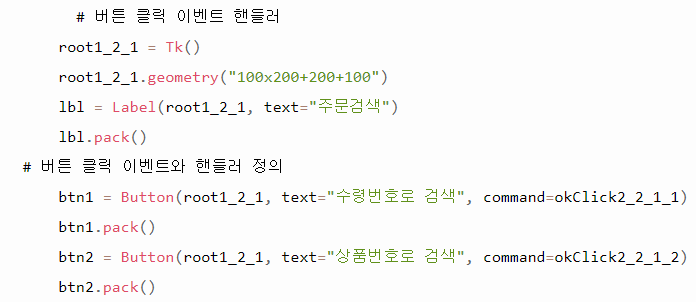 # 버튼 클릭 이벤트 핸들러
root1_2_1 = Tk()
root1_2_1.geometry("100x200+200+100")
lbl = Label(root1_2_1, text="주문검색")
lbl.pack()
# 버튼 클릭 이벤트와 핸들러 정의
btn1 = Button(root1_2_1, text="수령번호로 검색", command=okClick2_2_1_1)
btn1.pack()
btn2 = Button(root1_2_1, text="상품번호로 검색", command=okClick2_2_1_2)
btn2.pack()